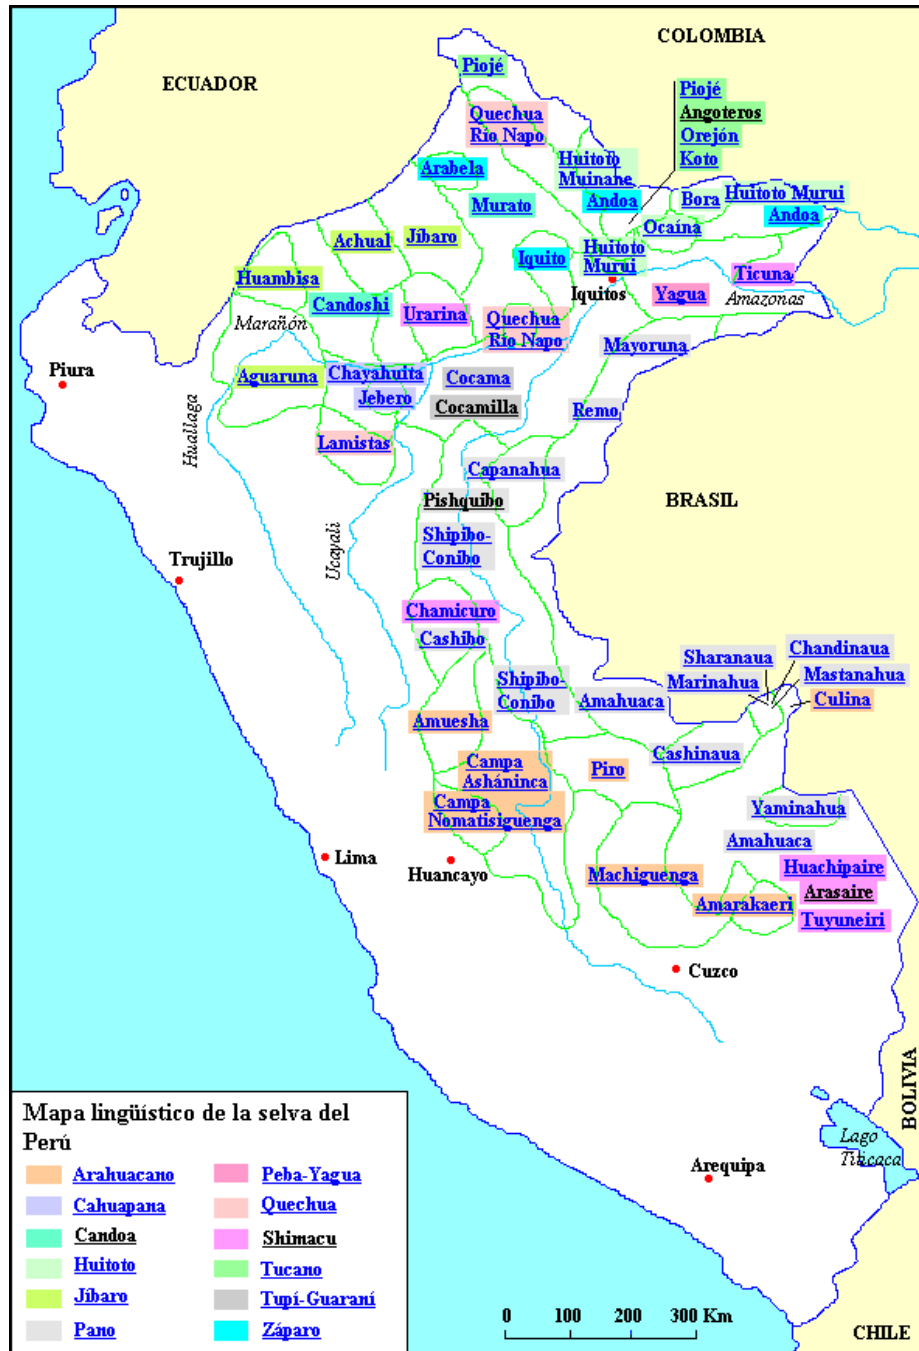 COLOMBIA
ECUADOR
Piojé
Piojé
Angoteros
Orejón
Koto
Quechua
Río Napo
Huitoto
Muinane
Arabela
Andoa
Bora
Huitoto Murui
Andoa
Murato
Ocaína
Achual
Jíbaro
Iquito
Huitoto
Murui
Ticuna
Huambisa
Candoshi
Urarina
Iquitos
Yagua
Amazonas
Marañón
Quechua
Río Napo
Mayoruna
Piura
Aguaruna
Chayahuita
Jebero
Cocama
Cocamilla
Remo
Huallaga
Lamistas
Capanahua
Pishquibo
BRASIL
Ucayali
Shipibo-
Conibo
Trujillo
Chamicuro
Cashibo
Sharanaua
Chandinaua
Marinahua
Mastanahua
Culina
Shipibo-
Conibo
Amahuaca
Amuesha
Cashinaua
Campa
Asháninca
Piro
Campa
Nomatisiguenga
Yaminahua
Amahuaca
Lima
Huancayo
Machiguenga
Huachipaire
Arasaire
Amarakaeri
Tuyuneiri
Cuzco
BOLIVIA
Lago
Titicaca
Arequipa
Mapa lingüístico de la selva del
Perú
Arahuacano
Cahuapana
Candoa
Huitoto
Jíbaro
Pano
Peba-Yagua
Quechua
Shimacu
Tucano
Tupí-Guaraní
Záparo
0 100 200 300 Km
CHILE